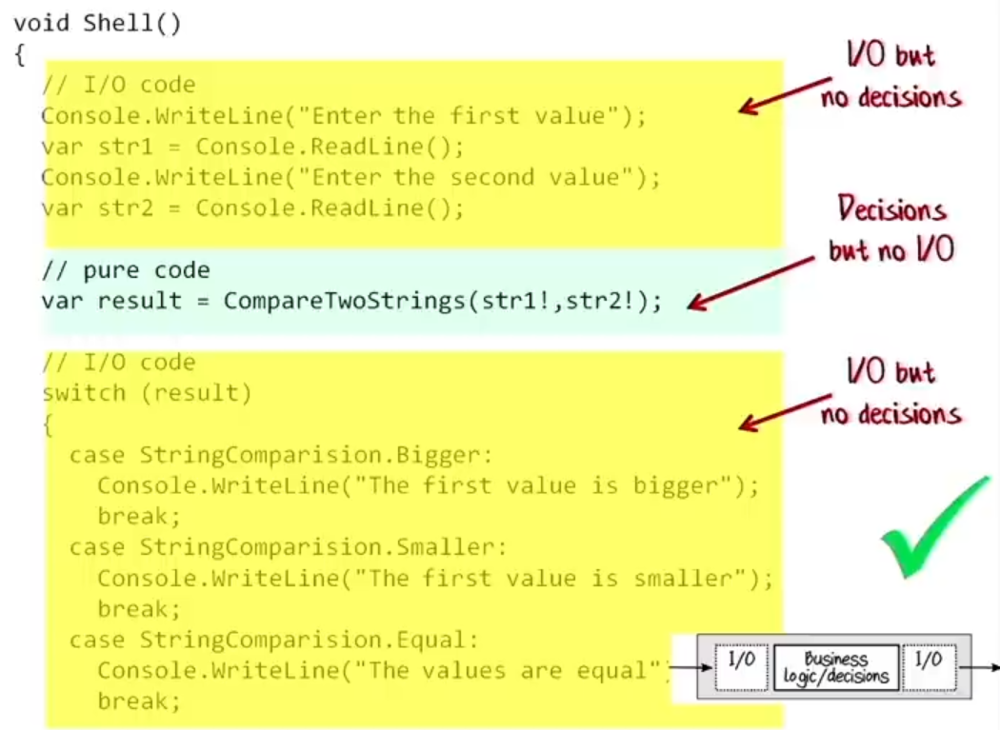 void Shell()
{
// I/O code
Console.WriteLine("Enter the first value");
var str1 = Console.ReadLine();
Console.WriteLine("Enter the second value");
var str2 = Console.ReadLine();
// pure code
var result = CompareTwoStrings(str1!,str2!);
// I/O code
switch (result)
{
case StringComparision.Bigger:
Console.WriteLine("The first value is bigger");
break;
case StringComparision.Smaller:
Console.WriteLine("The first value is smaller");
break;
case StringComparision.Equal:
Console.WriteLine("The values are equal")
break;
I/O but
no decisions
Decisions
but no I/O
I/O but
no decisions
I/O
Business
logic/decisions
I/O